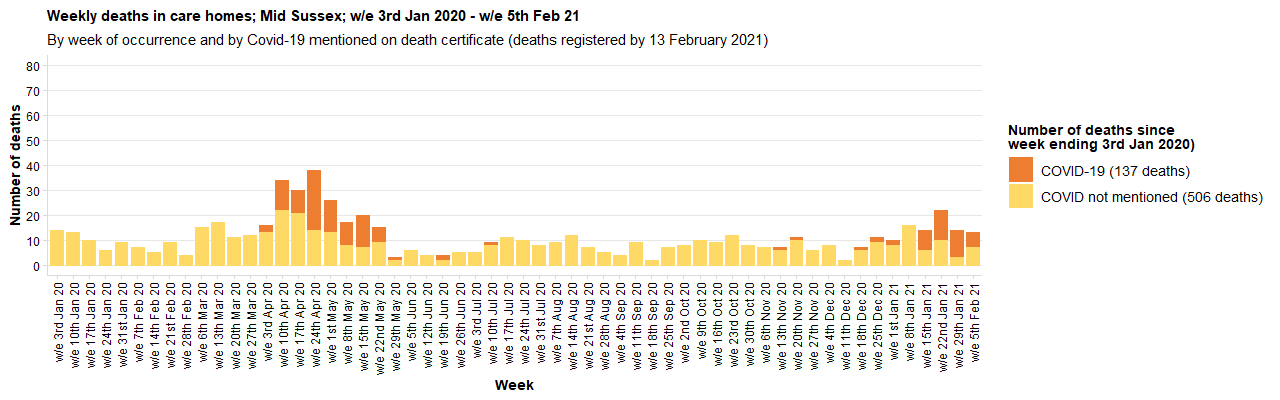 Weekly deaths in care homes; Mid Sussex; w/e 3rd Jan 2020 - w/e 5th Feb 21
By week of occurrence and by Covid-19 mentioned on death certificate (deaths registered by 13 February 2021)
Number of deaths
80
70
60
50
40
30
20
10
0
w/e 3rd Jan 20
w/e 10th Jan 20
w/e 17th Jan 20
w/e 24th Jan 20
w/e 31st Jan 20
w/e 7th Feb 20
w/e 14th Feb 20
w/e 21st Feb 20
w/e 28th Feb 20
w/e 6th Mar 20
w/e 13th Mar 20
w/e 20th Mar 20
w/e 27th Mar 20
w/e 3rd Apr 20
w/e 10th Apr 20
w/e 17th Apr 20
w/e 24th Apr 20
w/e 1st May 20
w/e 8th May 20
w/e 15th May 20
w/e 22nd May 20
w/e 29th May 20
w/e 5th Jun 20
w/e 12th Jun 20
w/e 19th Jun 20
w/e 26th Jun 20
w/e 3rd Jul 20
w/e 10th Jul 20
w/e 17th Jul 20
w/e 24th Jul 20
w/e 31st Jul 20
w/e 7th Aug 20
w/e 14th Aug 20
w/e 21st Aug 20
w/e 28th Aug 20
w/e 4th Sep 20
w/e 11th Sep 20
w/e 18th Sep 20
w/e 25th Sep 20
w/e 2nd Oct 20
w/e 9th Oct 20
w/e 16th Oct 20
w/e 23rd Oct 20
w/e 30th Oct 20
w/e 6th Nov 20
w/e 13th Nov 20
w/e 20th Nov 20
w/e 27th Nov 20
w/e 4th Dec 20
w/e 11th Dec 20
w/e 18th Dec 20
w/e 25th Dec 20
w/e 1st Jan 21
w/e 8th Jan 21
w/e 15th Jan 21
w/e 22nd Jan 21
w/e 29th Jan 21
w/e 5th Feb 21
Week
Number of deaths since
week ending 3rd Jan 2020)
COVID-19 (137 deaths)
COVID not mentioned (506 deaths)